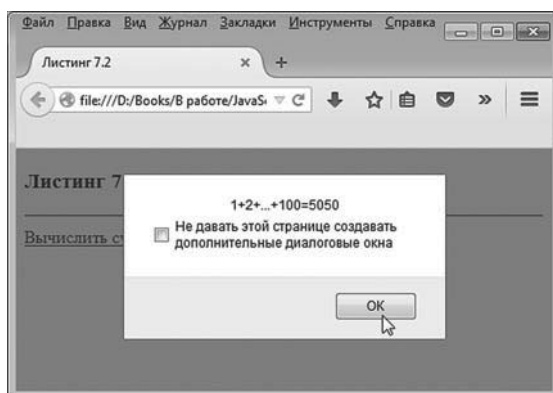 Файл Правка Вид Журнал Закладки Инструменты Справка
Листинг 7.2
file:///D:/Books/В работе/JavaS
Листинг 7
1+2+...+100=5050
Не давать этой странице создавать
дополнительные диалоговые окна
Вычислить су
OK